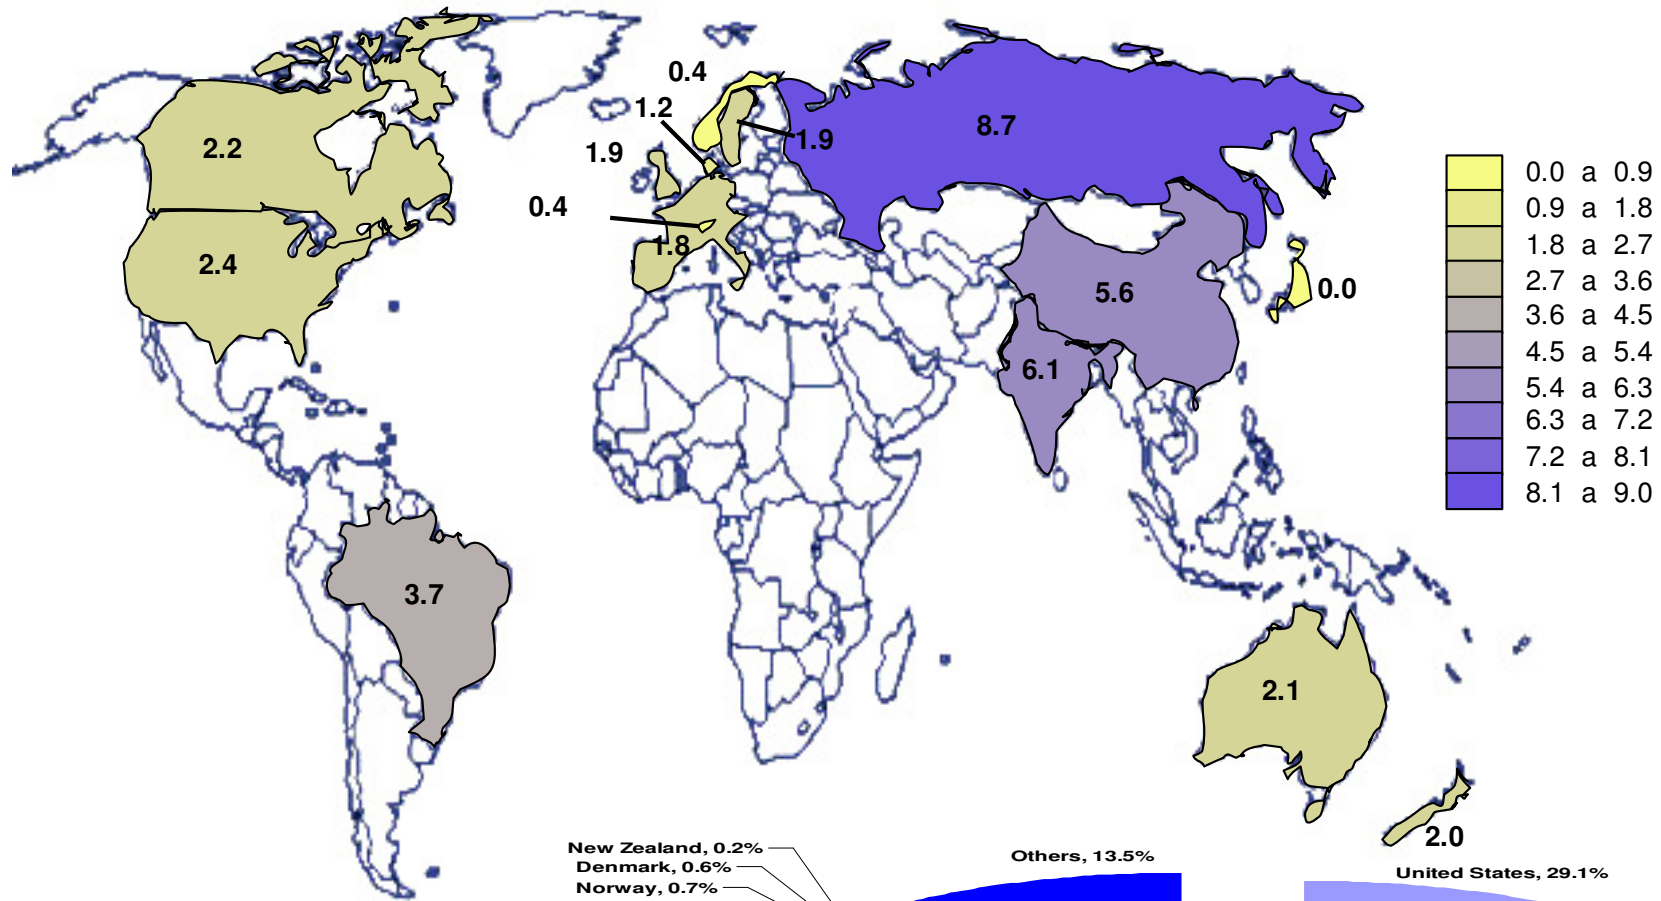 0.4
1.2
8.7
2.2
1.9
1.9
0.4
1.8
2.4
5.6
0.0
6.1
3.7
2.1
2.0
0.0 a 0.9
0.9 a 1.8
1.8 a 2.7
2.7 a 3.6
3.6 a 4.5
4.5 a 5.4
5.4 a 6.3
6.3 a 7.2
7.2 a 8.1
8.1 a 9.0
New Zealand, 0.2%
Denmark, 0.6%
Norway, 0.7%
Others, 13.5%
United States, 29.1%